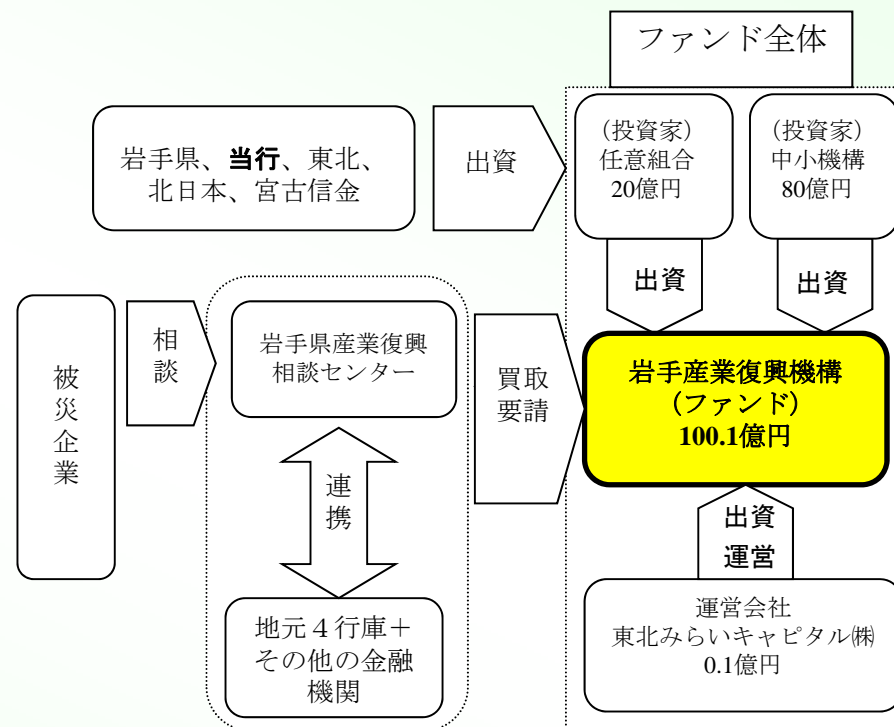 ファンド全体
岩手県、当行、東北、
北日本、宮古信金
出資
(投資家)
任意組合
20億円
(投資家)
中小機構
80億円
出資
出資
被災企業
相談
岩手県産業復興
相談センター
連携
地元４行庫＋
その他の金融
機関
買取
要請
岩手産業復興機構
(ファンド)
100.1億円
出資
運営
運営会社
東北みらいキャピタル㈱
0.1億円